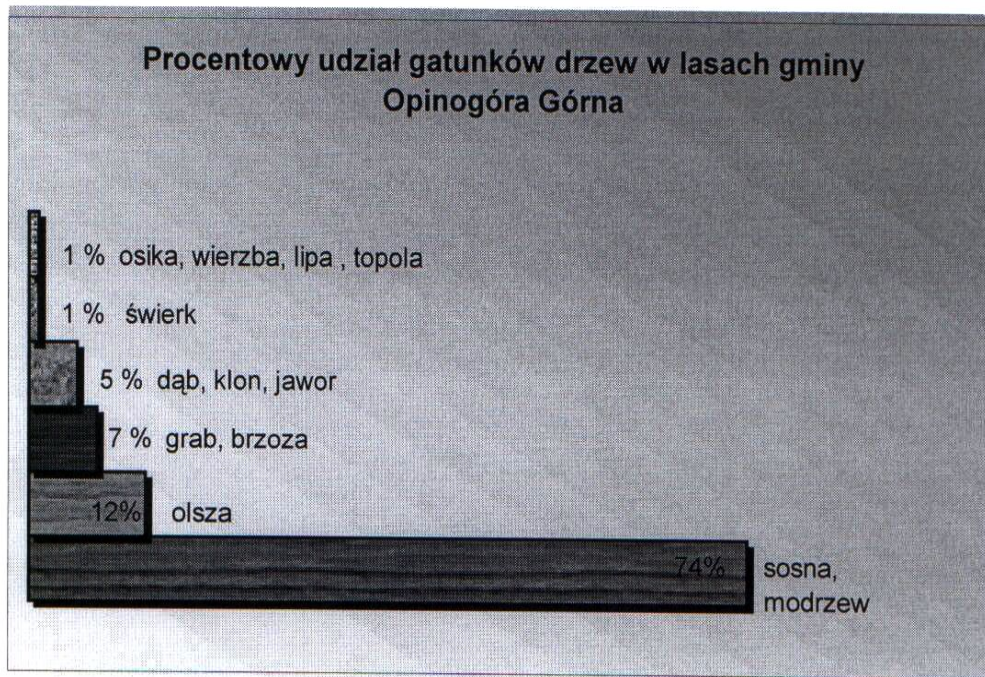 Procentowy udział gatunków drzew w lasach gminy
Opinogóra Górna
1 % osika, wierzba, lipa , topola
1 % świerk
5 % dąb, klon, jawor
7 % grab, brzoza
12% olsza
74% sosna,
modrzew